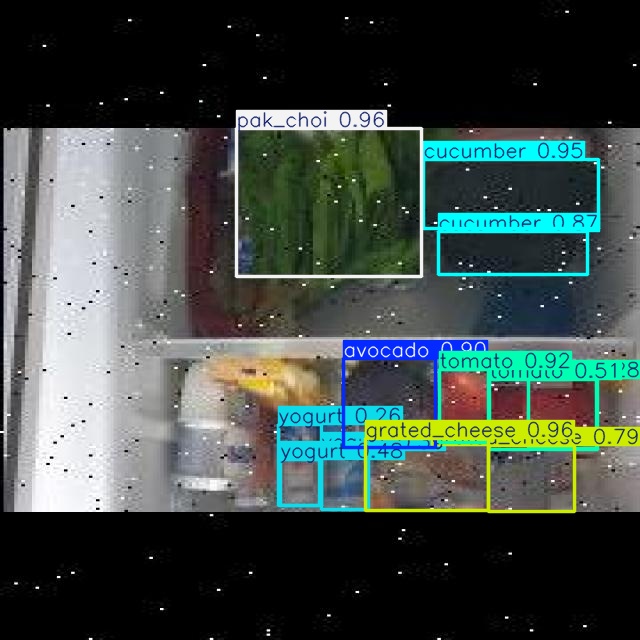 pak_choi 0.96
cucumber 0.95
cucumber 0.87
avocado 0.90
tomato 0.92
tomato 0.51
yogurt 0.26
grated_cheese 0.96
0.79
yogurt 0.48